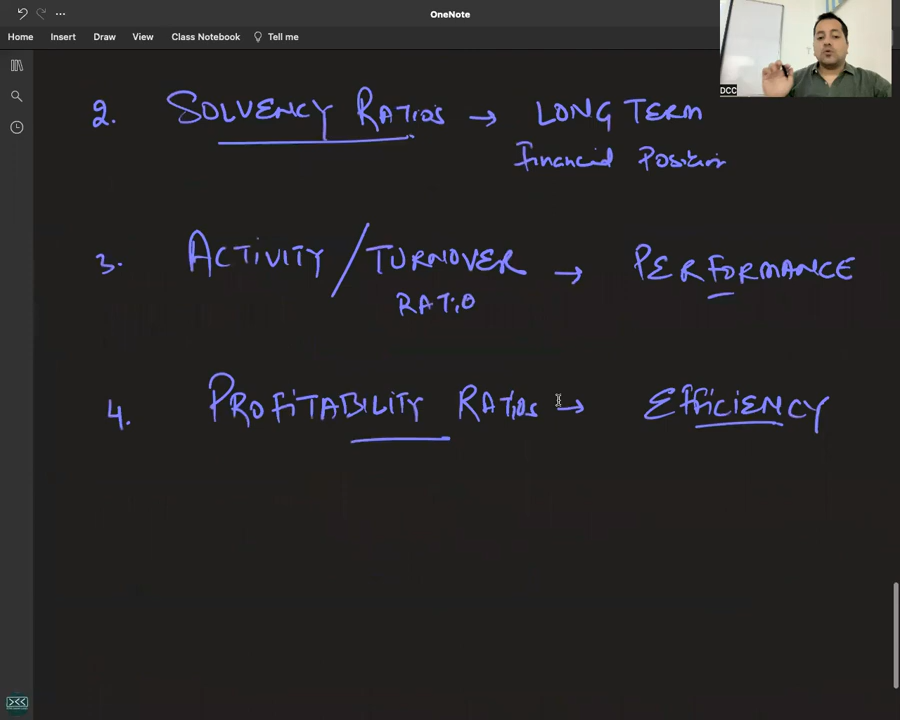 OneNote
Home Insert Draw View Class Notebook Tell me
DCC
2. SOLVENCY RATIOS → LONG TERM
Financial Position
3. ACTIVITY / TURNOVER → PERFORMANCE
RATIO
4. PROFITABILITY RATIOS → EFFICIENCY